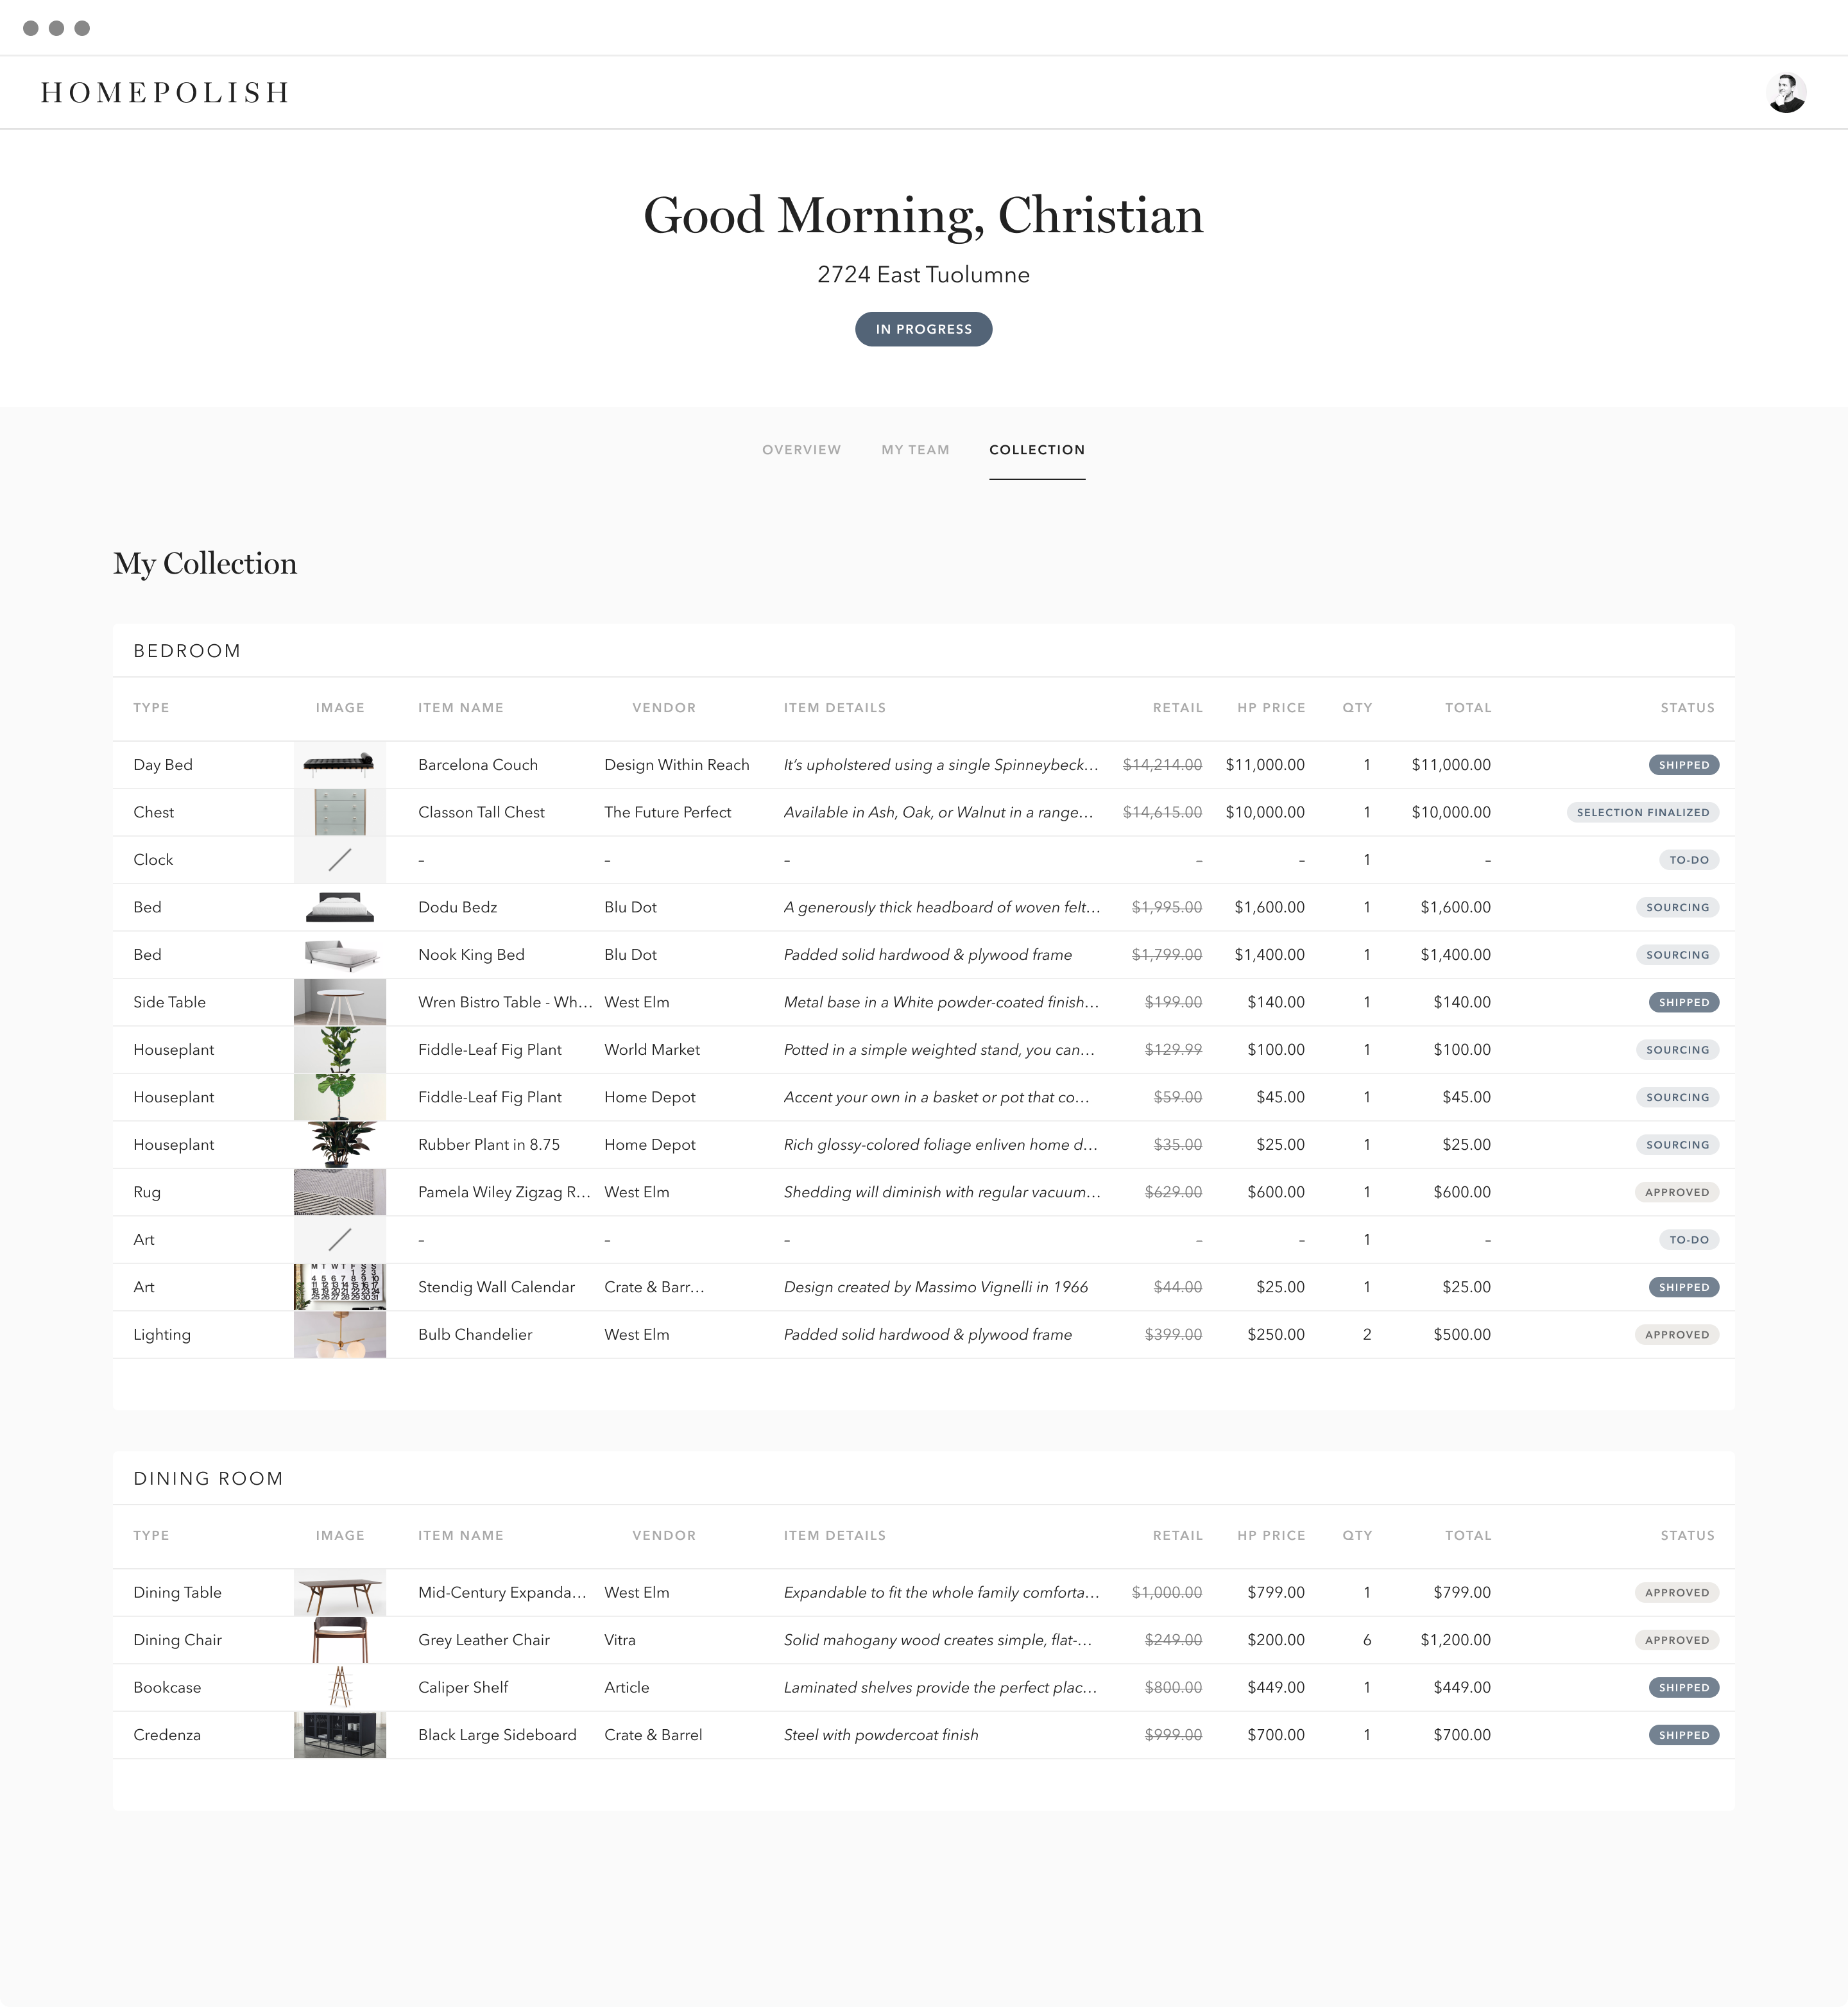 HOMEPOLISH
Good Morning, Christian
2724 East Tuolumne
IN PROGRESS
OVERVIEW MY TEAM COLLECTION
My Collection
BEDROOM
TYPE IMAGE ITEM NAME VENDOR ITEM DETAILS RETAIL HP PRICE QTY TOTAL STATUS
Day Bed Barcelona Couch Design Within Reach It’s upholstered using a single Spinneybeck… $14,214.00 $11,000.00 1 $11,000.00 SHIPPED
Chest Classon Tall Chest The Future Perfect Available in Ash, Oak, or Walnut in a range… $14,615.00 $10,000.00 1 $10,000.00 SELECTION FINALIZED
Clock – – – – – 1 – TO-DO
Bed Dodu Bedz Blu Dot A generously thick headboard of woven felt… $1,995.00 $1,600.00 1 $1,600.00 SOURCING
Bed Nook King Bed Blu Dot Padded solid hardwood & plywood frame $1,799.00 $1,400.00 1 $1,400.00 SOURCING
Side Table Wren Bistro Table - Wh… West Elm Metal base in a White powder-coated finish… $199.00 $140.00 1 $140.00 SHIPPED
Houseplant Fiddle-Leaf Fig Plant World Market Potted in a simple weighted stand, you can… $129.99 $100.00 1 $100.00 SOURCING
Houseplant Fiddle-Leaf Fig Plant Home Depot Accent your own in a basket or pot that co… $59.00 $45.00 1 $45.00 SOURCING
Houseplant Rubber Plant in 8.75 Home Depot Rich glossy-colored foliage enliven home d… $35.00 $25.00 1 $25.00 SOURCING
Rug Pamela Wiley Zigzag R… West Elm Shedding will diminish with regular vacuum… $629.00 $600.00 1 $600.00 APPROVED
Art – – – – – 1 – TO-DO
Art Stendig Wall Calendar Crate & Barr… Design created by Massimo Vignelli in 1966 $44.00 $25.00 1 $25.00 SHIPPED
Lighting Bulb Chandelier West Elm Padded solid hardwood & plywood frame $399.00 $250.00 2 $500.00 APPROVED
DINING ROOM
TYPE IMAGE ITEM NAME VENDOR ITEM DETAILS RETAIL HP PRICE QTY TOTAL STATUS
Dining Table Mid-Century Expanda… West Elm Expandable to fit the whole family comforta… $1,000.00 $799.00 1 $799.00 APPROVED
Dining Chair Grey Leather Chair Vitra Solid mahogany wood creates simple, flat-… $249.00 $200.00 6 $1,200.00 APPROVED
Bookcase Caliper Shelf Article Laminated shelves provide the perfect plac… $800.00 $449.00 1 $449.00 SHIPPED
Credenza Black Large Sideboard Crate & Barrel Steel with powdercoat finish $999.00 $700.00 1 $700.00 SHIPPED